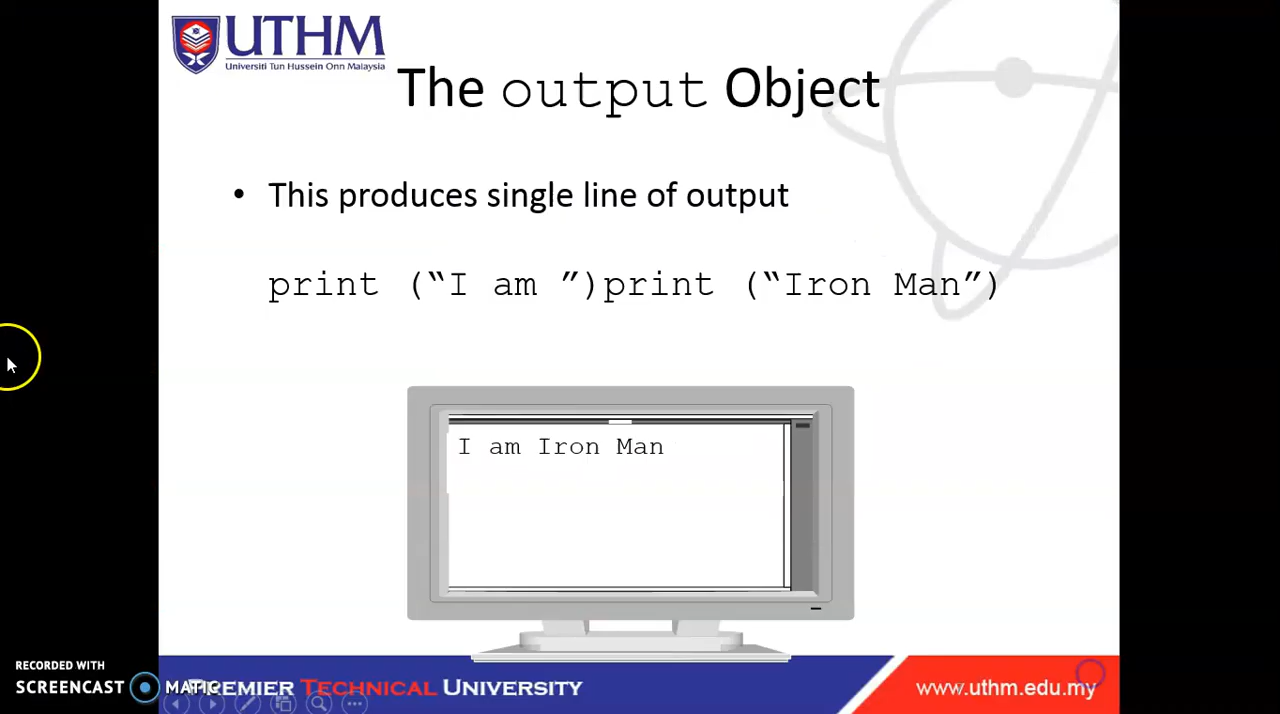 UTHM
Universiti Tun Hussein Onn Malaysia
The output Object
• This produces single line of output
print (“I am ”)print (“Iron Man”)
I am Iron Man
RECORDED WITH
SCREENCAST MATIC
PREMIER TECHNICAL UNIVERSITY
www.uthm.edu.my